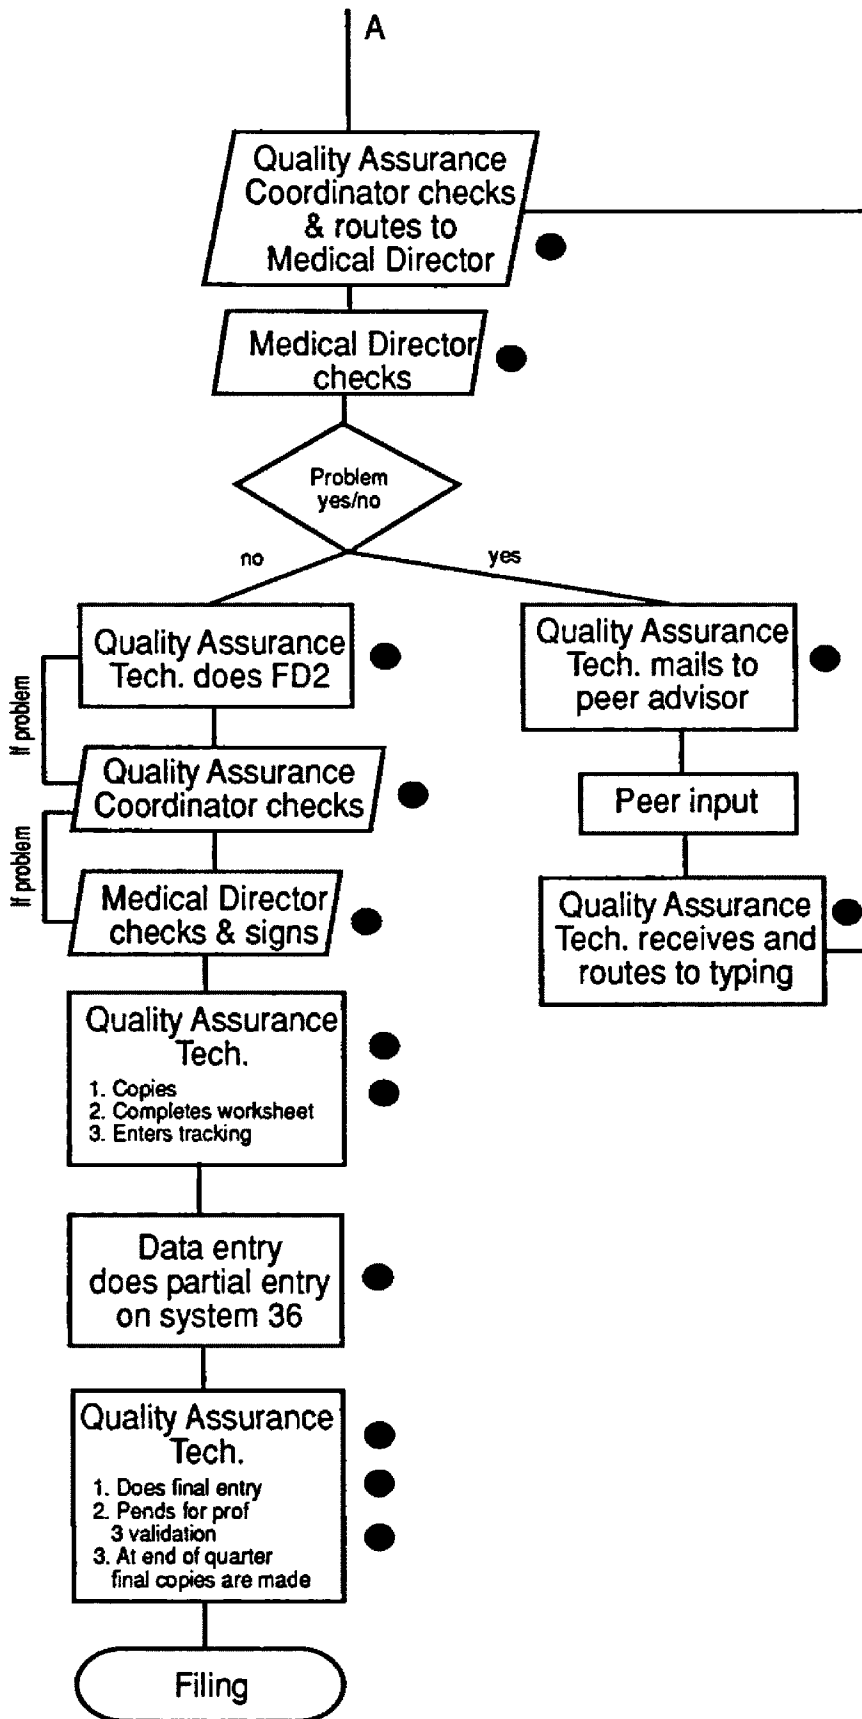 A
Quality Assurance
Coordinator checks
& routes to
Medical Director
Medical Director
checks
Problem
yes/no
no
yes
Quality Assurance
Tech. does FD2
If problem
Quality Assurance
Coordinator checks
If problem
Medical Director
checks & signs
Quality Assurance
Tech.
1. Copies
2. Completes worksheet
3. Enters tracking
Data entry
does partial entry
on system 36
Quality Assurance
Tech.
1. Does final entry
2. Pends for prof
3 validation
3. At end of quarter
final copies are made
Filing
Quality Assurance
Tech. mails to
peer advisor
Peer input
Quality Assurance
Tech. receives and
routes to typing